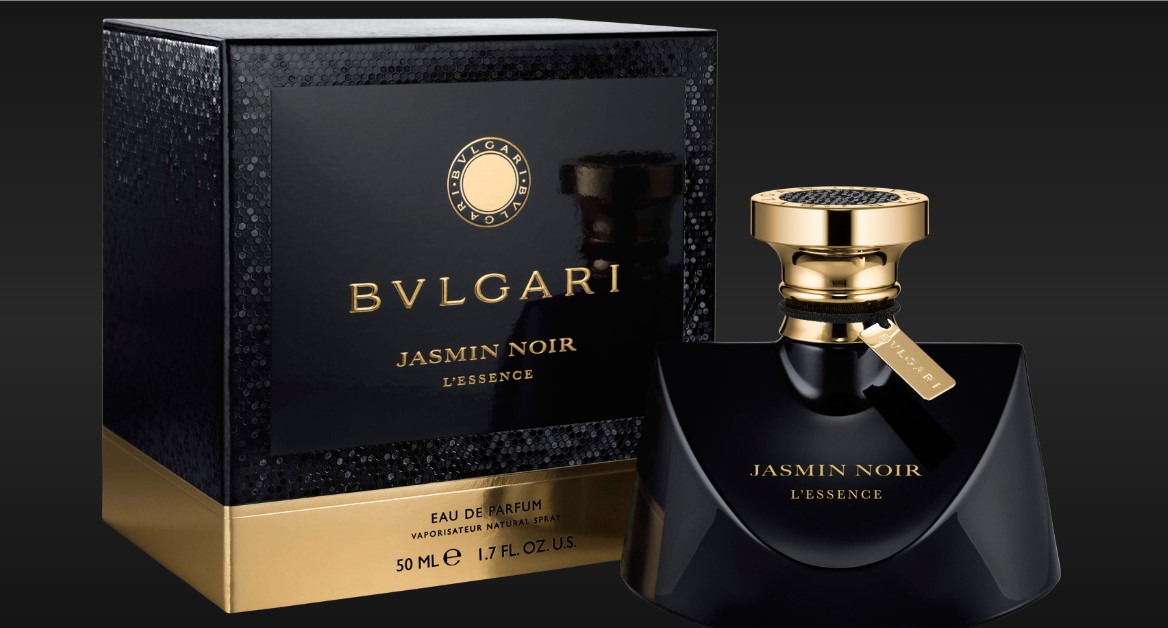 BVLGARI · BVLGARI
BVLGARI
JASMIN NOIR
L'ESSENCE
EAU DE PARFUM
VAPORISATEUR NATURAL SPRAY
50 ML ℮ 1.7 FL. OZ. U.S.
BVLGARI
JASMIN NOIR
L'ESSENCE